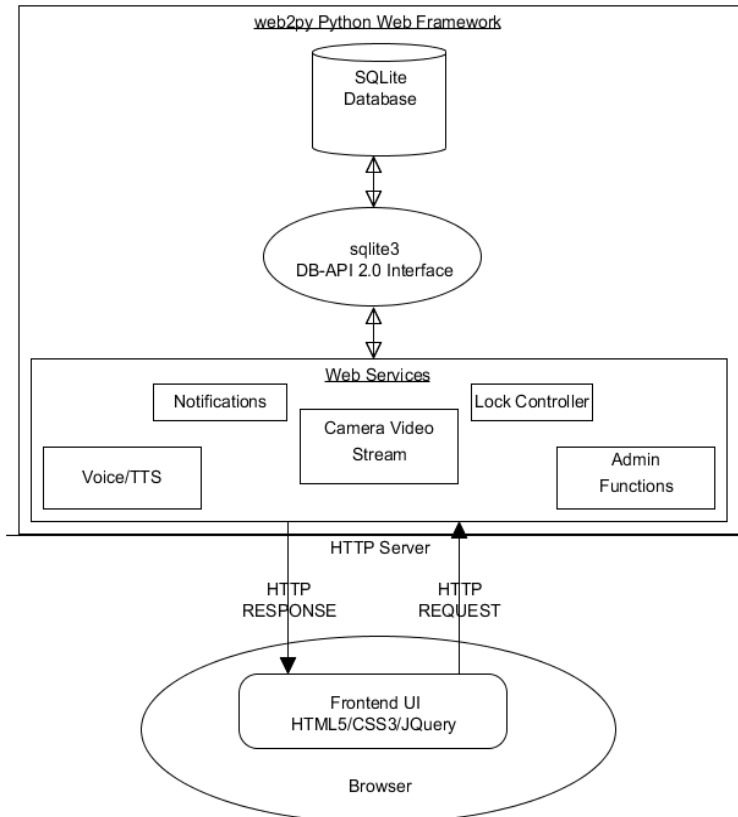 web2py Python Web Framework
SQLite
Database
sqlite3
DB-API 2.0 Interface
Web Services
Notifications
Lock Controller
Camera Video
Stream
Voice/TTS
Admin
Functions
HTTP Server
HTTP
RESPONSE
HTTP
REQUEST
Frontend UI
HTML5/CSS3/JQuery
Browser